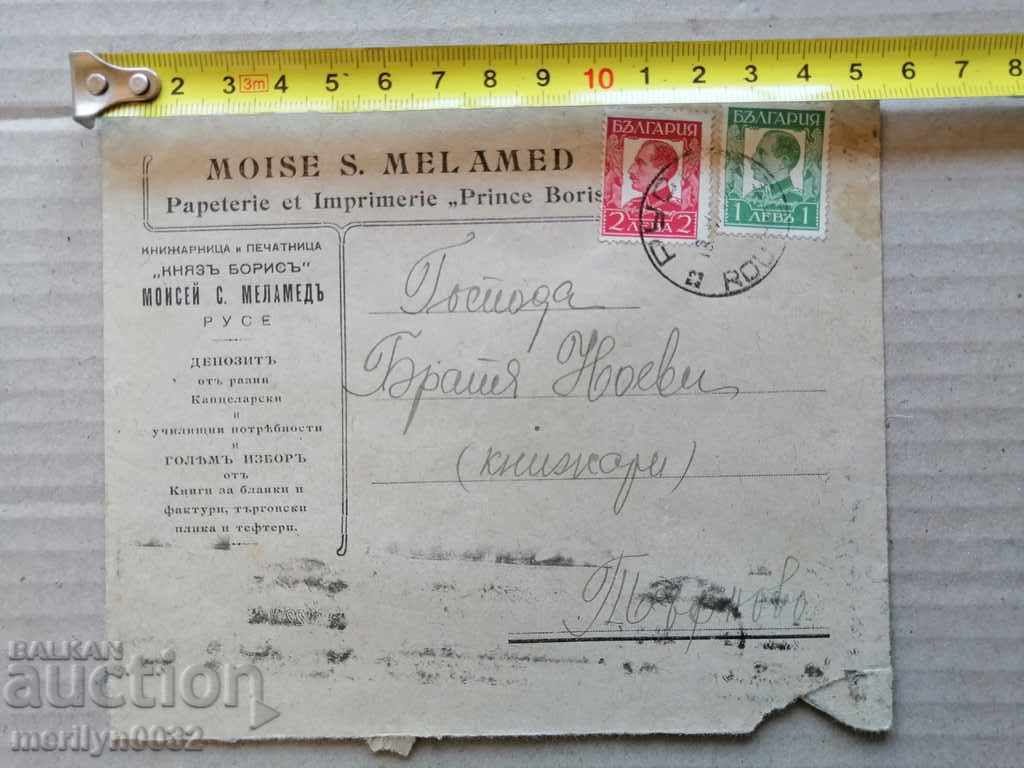 2 3 3m 4 5 6 7 8 9 10 1 2 3 4 5 6 7 8
MOISE S. MELAMED
Papeterie et Imprimerie „Prince Boris
БЪЛГАРИЯ
2 ЛЕВА 2
БЪЛГАРИЯ
1 ЛЕВЪ 1
КНИЖАРНИЦА и ПЕЧАТНИЦА
„КНЯЗЪ БОРИСЪ"
МОИСЕЙ С. МЕЛАМЕДЪ
РУСЕ
ДЕПОЗИТЪ
отъ разни
Канцеларски
и
училищни потрѣбности
и
ГОЛѢМЪ ИЗБОРЪ
отъ
Книги за бланки и
фактури, търговски
плика и тефтери.
Господа
Братя Ноеви
(книжари)
Търново
BALKAN
auction
merilyn0032